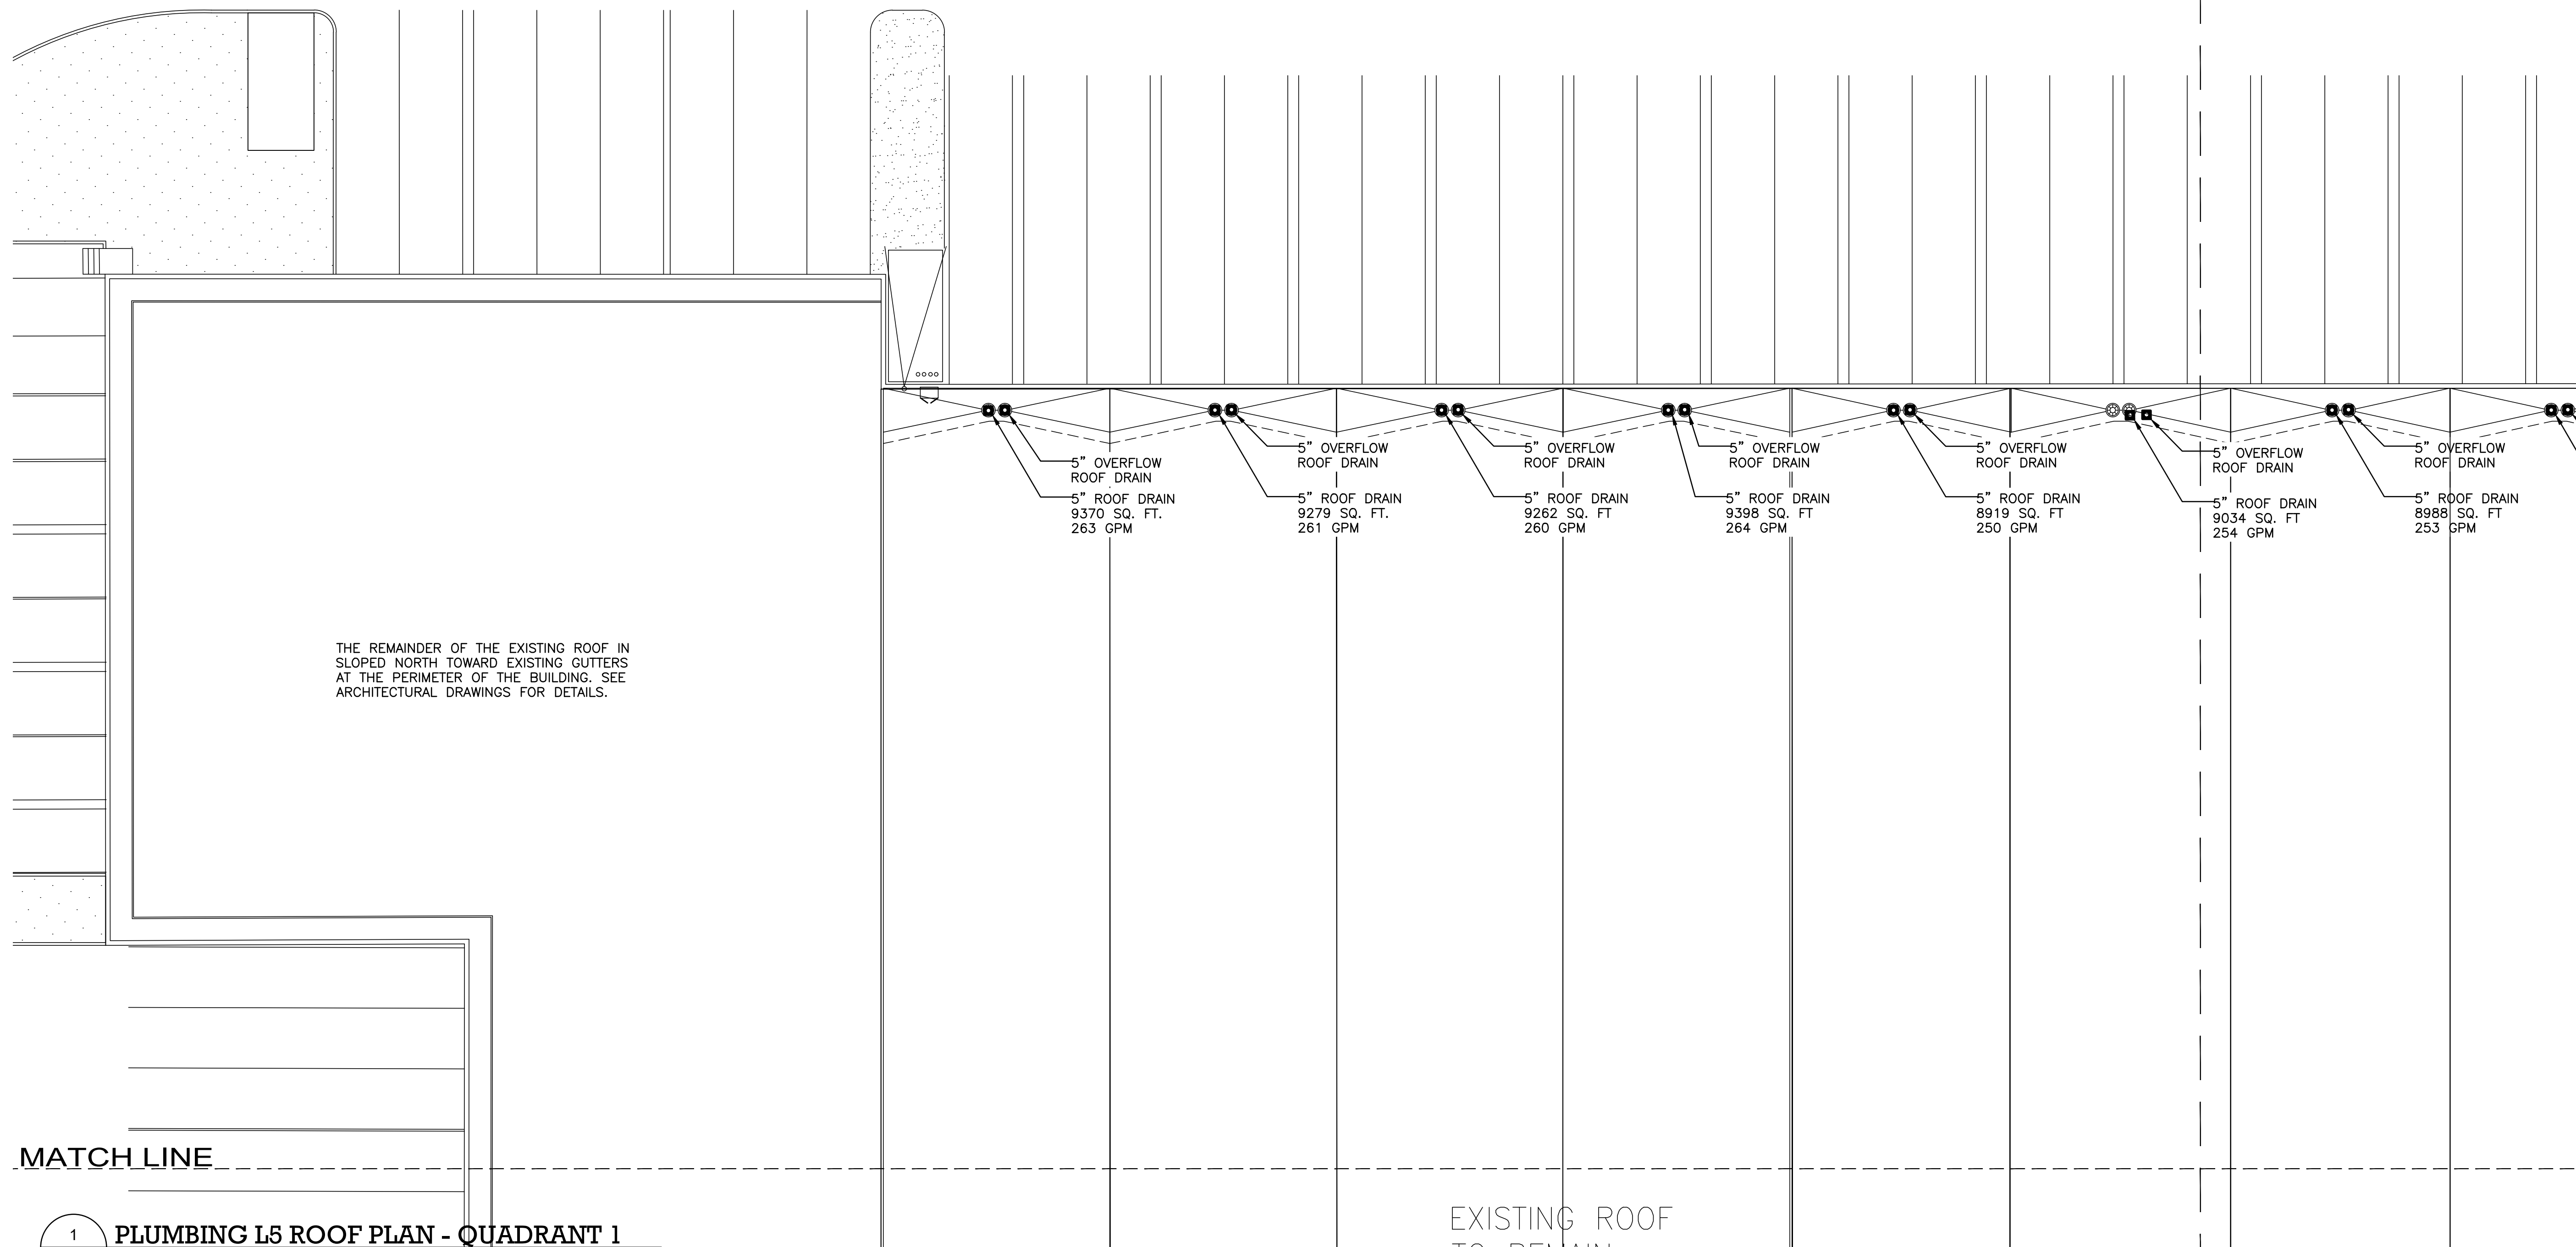 5” OVERFLOW
ROOF DRAIN
5” ROOF DRAIN
9370 SQ. FT.
263 GPM
5” OVERFLOW
ROOF DRAIN
5” ROOF DRAIN
9279 SQ. FT.
261 GPM
5” OVERFLOW
ROOF DRAIN
5” ROOF DRAIN
9262 SQ. FT
260 GPM
5” OVERFLOW
ROOF DRAIN
5” ROOF DRAIN
9398 SQ. FT
264 GPM
5” OVERFLOW
ROOF DRAIN
5” ROOF DRAIN
8919 SQ. FT
250 GPM
5” OVERFLOW
ROOF DRAIN
5” ROOF DRAIN
9034 SQ. FT
254 GPM
5” OVERFLOW
ROOF DRAIN
5” ROOF DRAIN
8988 SQ. FT
253 GPM
THE REMAINDER OF THE EXISTING ROOF IN
SLOPED NORTH TOWARD EXISTING GUTTERS
AT THE PERIMETER OF THE BUILDING. SEE
ARCHITECTURAL DRAWINGS FOR DETAILS.
MATCH LINE
EXISTING ROOF
TO REMAIN
1
PLUMBING L5 ROOF PLAN - QUADRANT 1